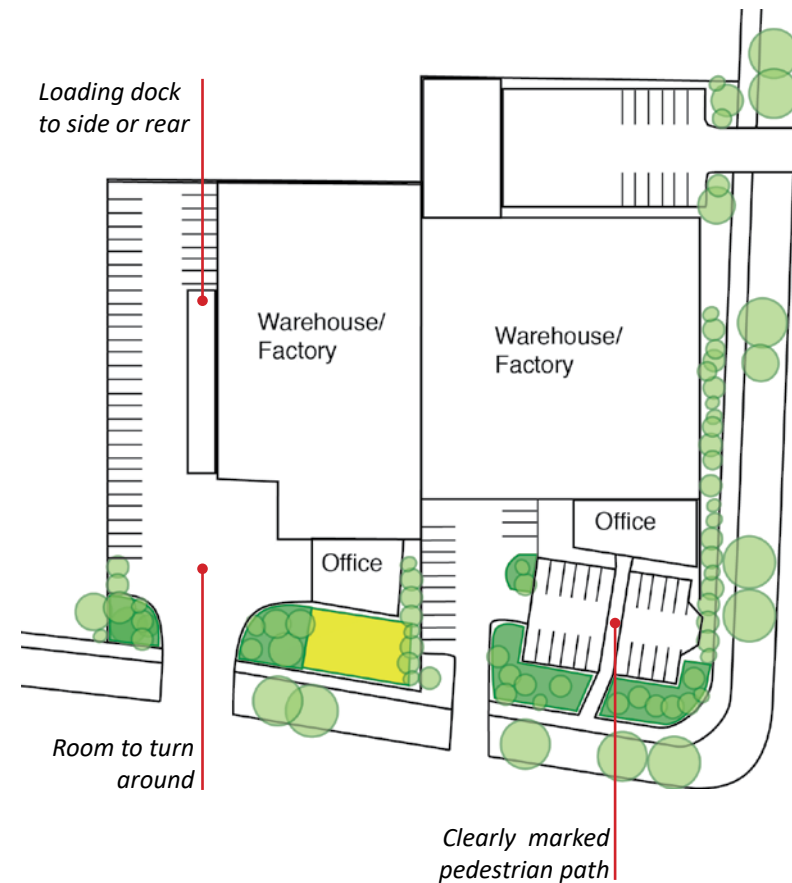 Loading dock
to side or rear
Warehouse/
Factory
Warehouse/
Factory
Office
Office
Room to turn
around
Clearly marked
pedestrian path